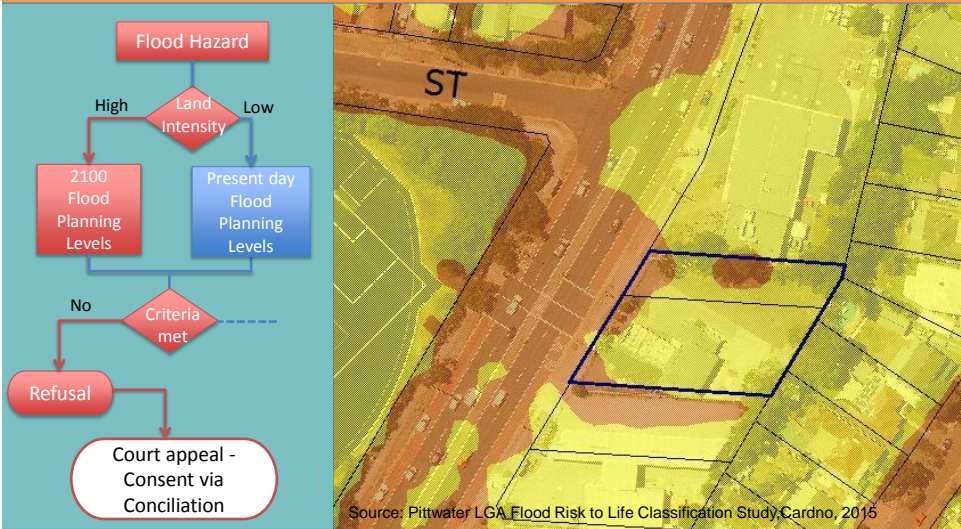 Flood Hazard
High
Land
Intensity
Low
2100
Flood
Planning
Levels
Present day
Flood
Planning
Levels
No
Criteria
met
Refusal
Court appeal -
Consent via
Conciliation
ST
Source: Pittwater LGA Flood Risk to Life Classification Study,Cardno, 2015